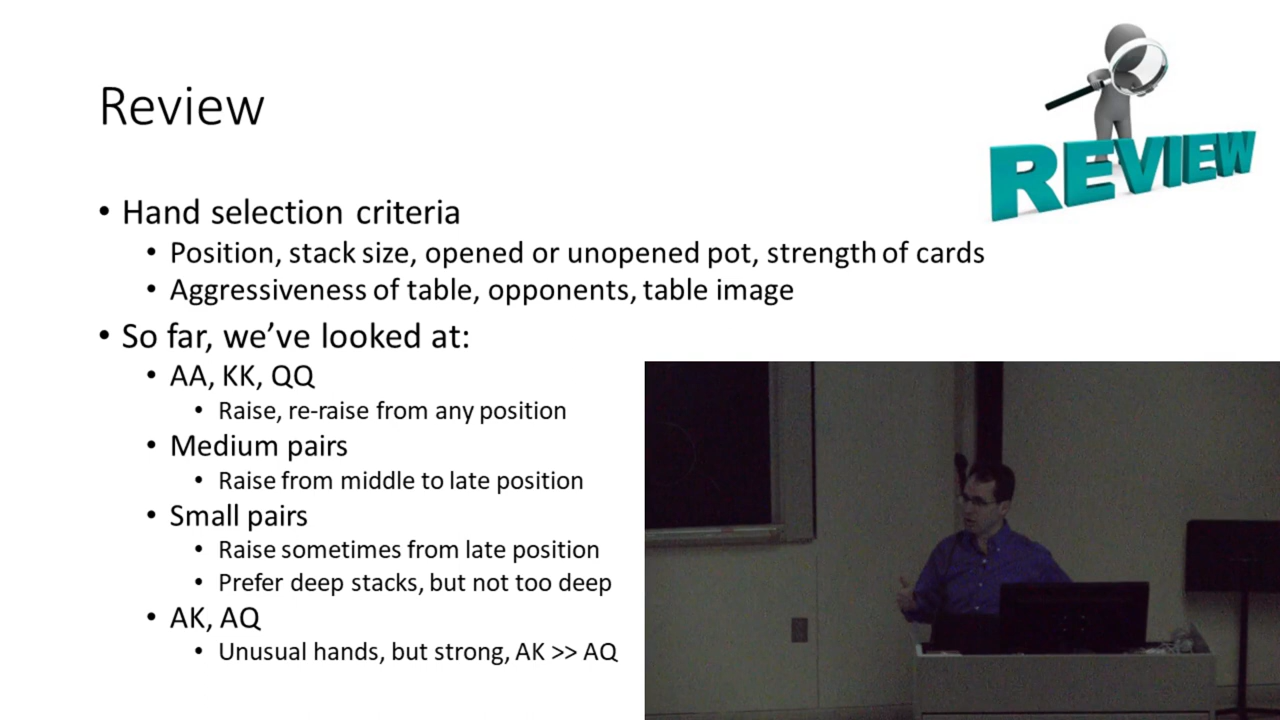 Review
REVIEW
• Hand selection criteria
• Position, stack size, opened or unopened pot, strength of cards
• Aggressiveness of table, opponents, table image
• So far, we’ve looked at:
• AA, KK, QQ
• Raise, re-raise from any position
• Medium pairs
• Raise from middle to late position
• Small pairs
• Raise sometimes from late position
• Prefer deep stacks, but not too deep
• AK, AQ
• Unusual hands, but strong, AK >> AQ